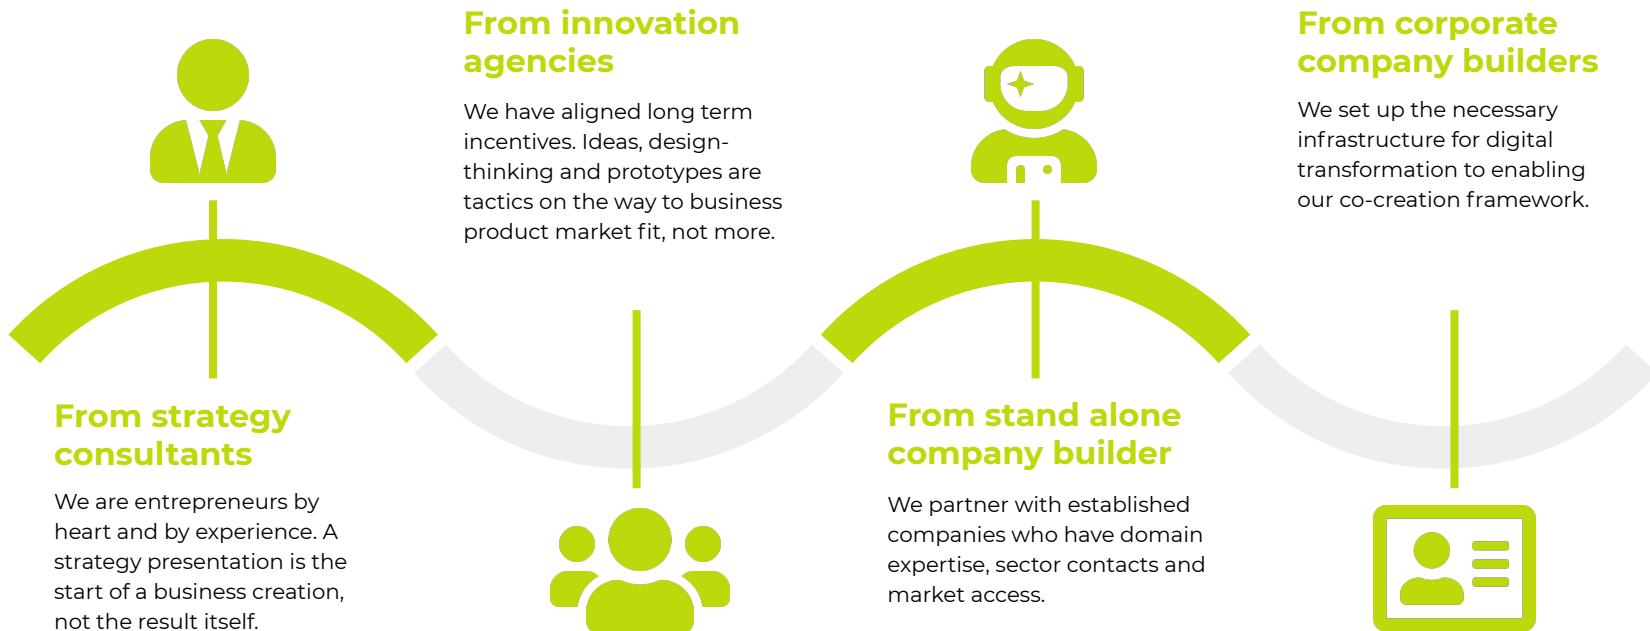 From strategy
consultants
We are entrepreneurs by
heart and by experience. A
strategy presentation is the
start of a business creation,
not the result itself.
From innovation
agencies
We have aligned long term
incentives. Ideas, design-
thinking and prototypes are
tactics on the way to business
product market fit, not more.
From stand alone
company builder
We partner with established
companies who have domain
expertise, sector contacts and
market access.
From corporate
company builders
We set up the necessary
infrastructure for digital
transformation to enabling
our co-creation framework.